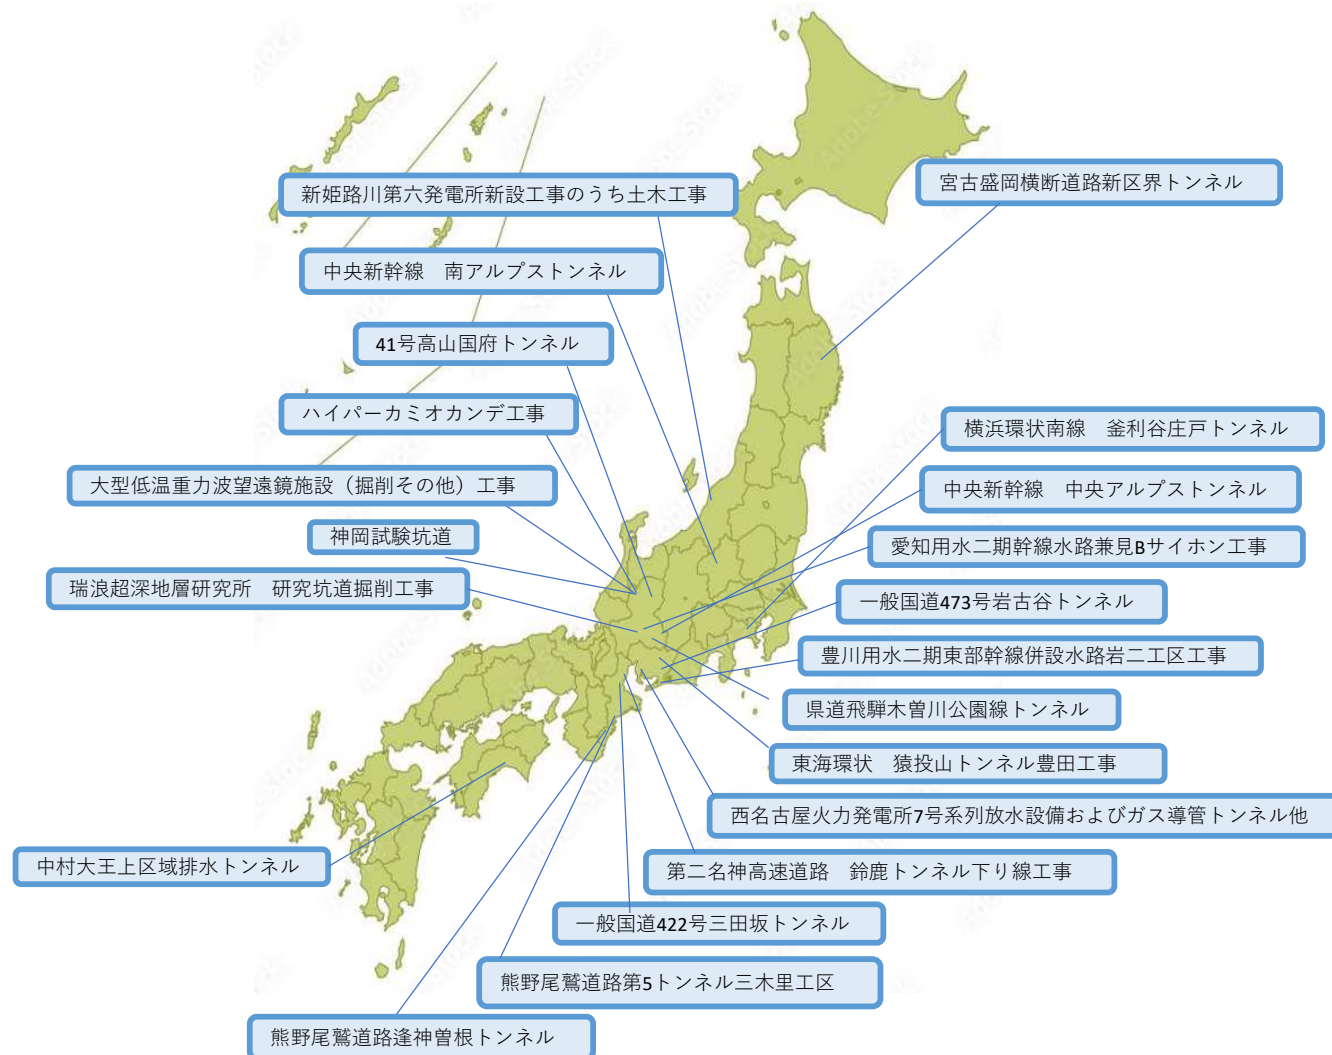 宮古盛岡横断道路新区界トンネル
新姫路川第六発電所新設工事のうち土木工事
中央新幹線　南アルプストンネル
41号高山国府トンネル
ハイパーカミオカンデ工事
横浜環状南線　釜利谷庄戸トンネル
大型低温重力波望遠鏡施設（掘削その他）工事
中央新幹線　中央アルプストンネル
神岡試験坑道
愛知用水二期幹線水路兼見Bサイホン工事
瑞浪超深地層研究所　研究坑道掘削工事
一般国道473号岩古谷トンネル
豊川用水二期東部幹線併設水路岩二工区工事
県道飛騨木曽川公園線トンネル
東海環状　猿投山トンネル豊田工事
西名古屋火力発電所7号系列放水設備およびガス導管トンネル他
中村大王上区域排水トンネル
第二名神高速道路　鈴鹿トンネル下り線工事
一般国道422号三田坂トンネル
熊野尾鷲道路第5トンネル三木里工区
熊野尾鷲道路逢神曽根トンネル